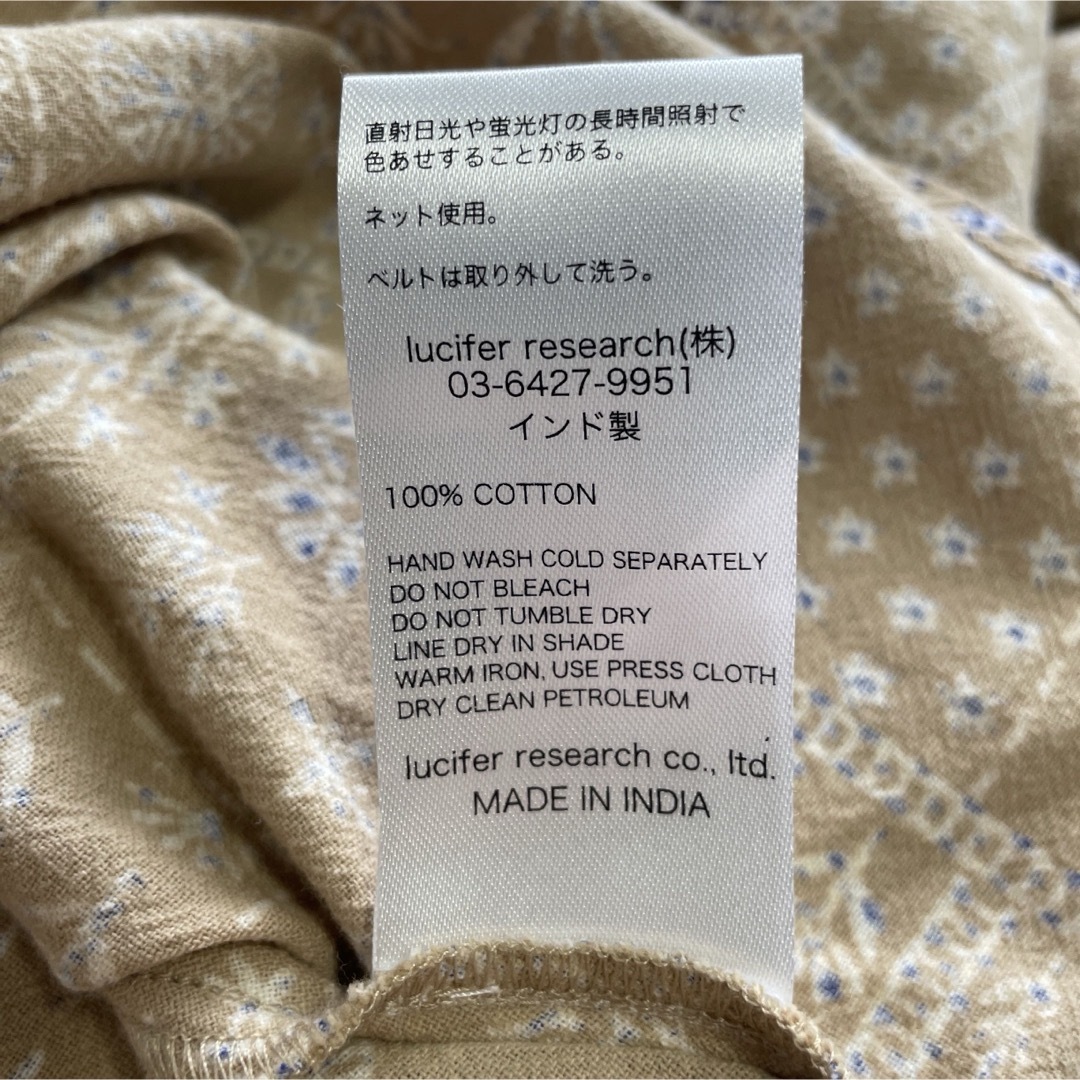 直射日光や蛍光灯の長時間照射で
色あせすることがある。
ネット使用。
ベルトは取り外して洗う。
lucifer research(株)
03-6427-9951
インド製
100% COTTON
HAND WASH COLD SEPARATELY
DO NOT BLEACH
DO NOT TUMBLE DRY
LINE DRY IN SHADE
WARM IRON, USE PRESS CLOTH
DRY CLEAN PETROLEUM
lucifer research co., ltd.
MADE IN INDIA